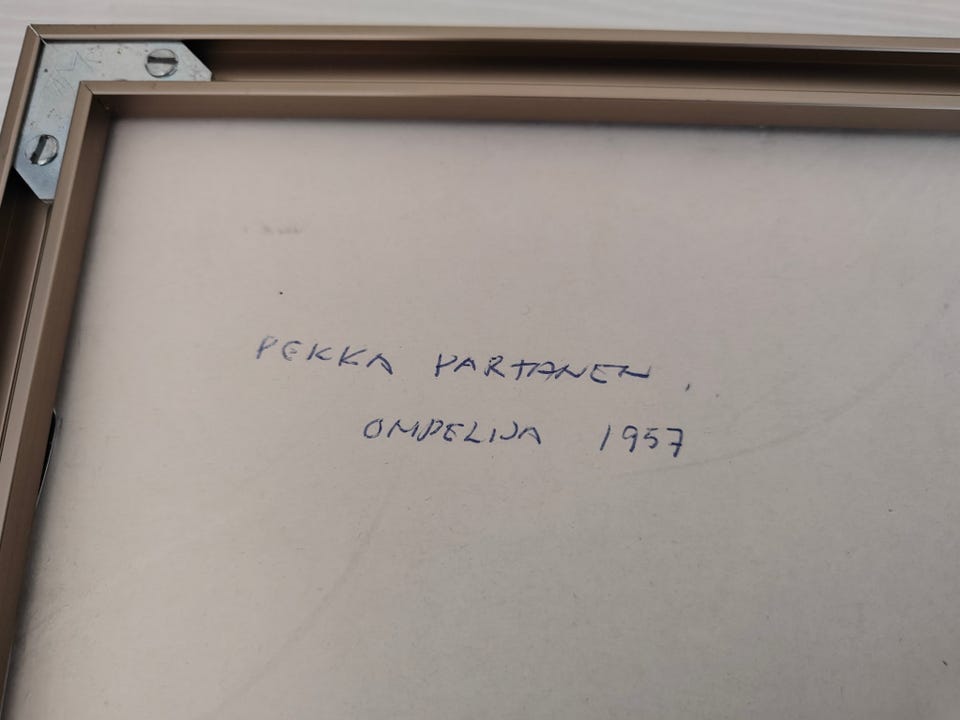 PEKKA PARTANEN,
OMPELIJA 1957